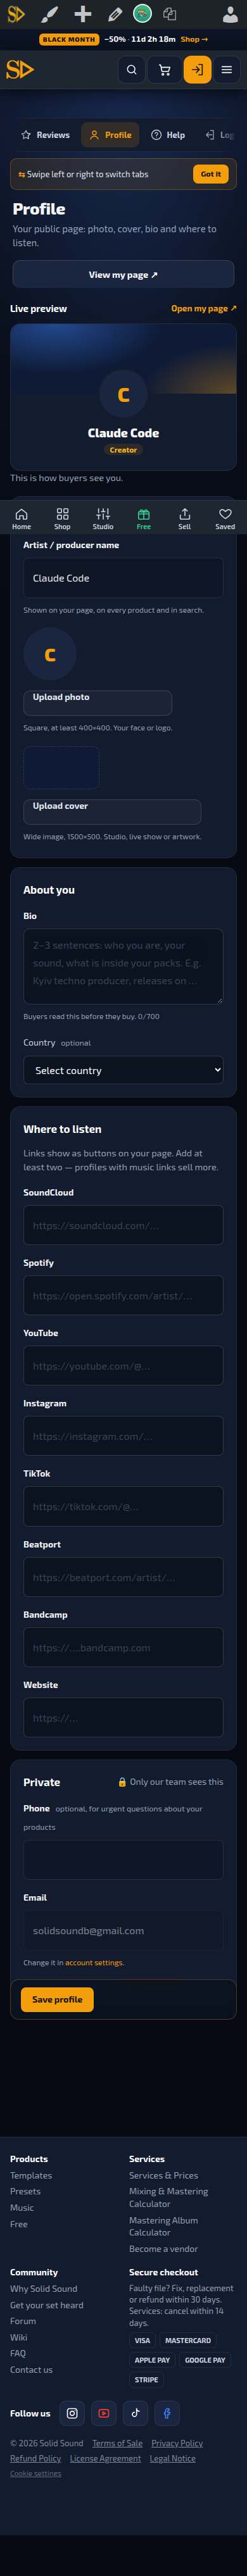 BLACK MONTH −50% · 11d 2h 18m Shop →
Reviews Profile Help Log
⇆ Swipe left or right to switch tabs Got it
Profile
Your public page: photo, cover, bio and where to
listen.
View my page ↗
Live preview Open my page ↗
C
Claude Code
Creator
This is how buyers see you.
Home Shop Studio Free Sell Saved
Artist / producer name
Claude Code
Shown on your page, on every product and in search.
C
Upload photo
Square, at least 400×400. Your face or logo.
Upload cover
Wide image, 1500×500. Studio, live show or artwork.
About you
Bio
2–3 sentences: who you are, your
sound, what is inside your packs. E.g.
Kyiv techno producer, releases on …
Buyers read this before they buy. 0/700
Country optional
Select country
Where to listen
Links show as buttons on your page. Add at
least two — profiles with music links sell more.
SoundCloud
https://soundcloud.com/…
Spotify
https://open.spotify.com/artist/…
YouTube
https://youtube.com/@…
Instagram
https://instagram.com/…
TikTok
https://tiktok.com/@…
Beatport
https://beatport.com/artist/…
Bandcamp
https://….bandcamp.com
Website
https://…
Private 🔒 Only our team sees this
Phone optional, for urgent questions about your
products
Email
solidsoundb@gmail.com
Change it in account settings.
Save profile
Products
Templates
Presets
Music
Free
Services
Services & Prices
Mixing & Mastering
Calculator
Mastering Album
Calculator
Become a vendor
Community
Why Solid Sound
Get your set heard
Forum
Wiki
FAQ
Contact us
Secure checkout
Faulty file? Fix, replacement
or refund within 30 days.
Services: cancel within 14
days.
VISA MASTERCARD
APPLE PAY GOOGLE PAY
STRIPE
Follow us
© 2026 Solid Sound Terms of Sale Privacy Policy
Refund Policy License Agreement Legal Notice
Cookie settings